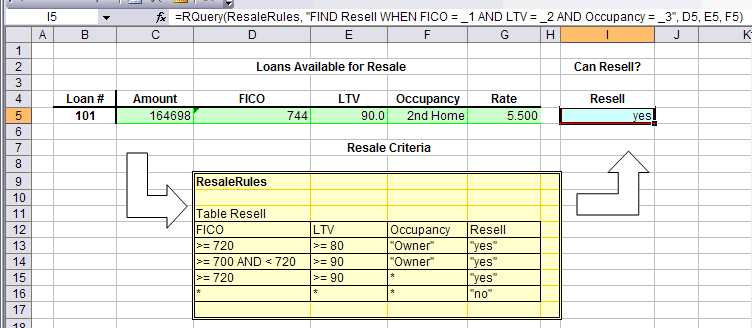 I5 fx =RQuery(ResaleRules, "FIND Resell WHEN FICO = _1 AND LTV = _2 AND Occupancy = _3", D5, E5, F5)
A B C D E F G H I J K
1
2 Loans Available for Resale Can Resell?
3
4 Loan # Amount FICO LTV Occupancy Rate Resell
5 101 164698 744 90.0 2nd Home 5.500 yes
6
7 Resale Criteria
8
9 ResaleRules
10
11 Table Resell
12 FICO LTV Occupancy Resell
13 >= 720 >= 80 "Owner" "yes"
14 >= 700 AND < 720 >= 90 "Owner" "yes"
15 >= 720 >= 90 * "yes"
16 * * * "no"
17
18